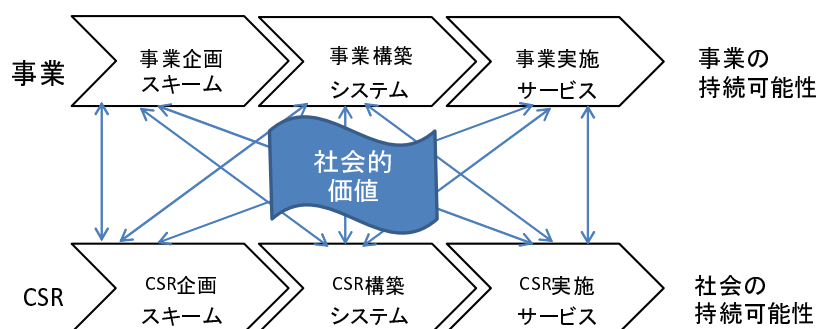 事業
事業企画
スキーム
事業構築
システム
事業実施
サービス
事業の
持続可能性
社会的
価値
CSR
CSR企画
スキーム
CSR構築
システム
CSR実施
サービス
社会の
持続可能性